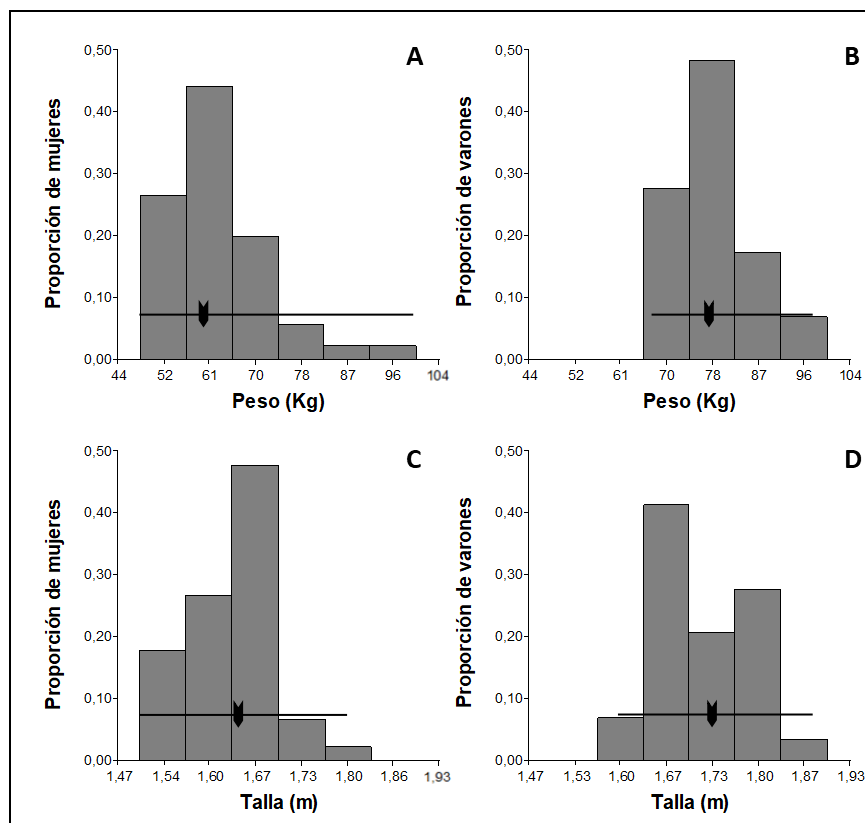 A
Proporción de mujeres
0,50
0,40
0,30
0,20
0,10
0,00
44 52 61 70 78 87 96 104
Peso (Kg)
B
Proporción de varones
0,50
0,40
0,30
0,20
0,10
0,00
44 52 61 70 78 87 96 104
Peso (Kg)
C
Proporción de mujeres
0,50
0,40
0,30
0,20
0,10
0,00
1,47 1,54 1,60 1,67 1,73 1,80 1,86 1,93
Talla (m)
D
Proporción de varones
0,50
0,40
0,30
0,20
0,10
0,00
1,47 1,53 1,60 1,67 1,73 1,80 1,87 1,93
Talla (m)